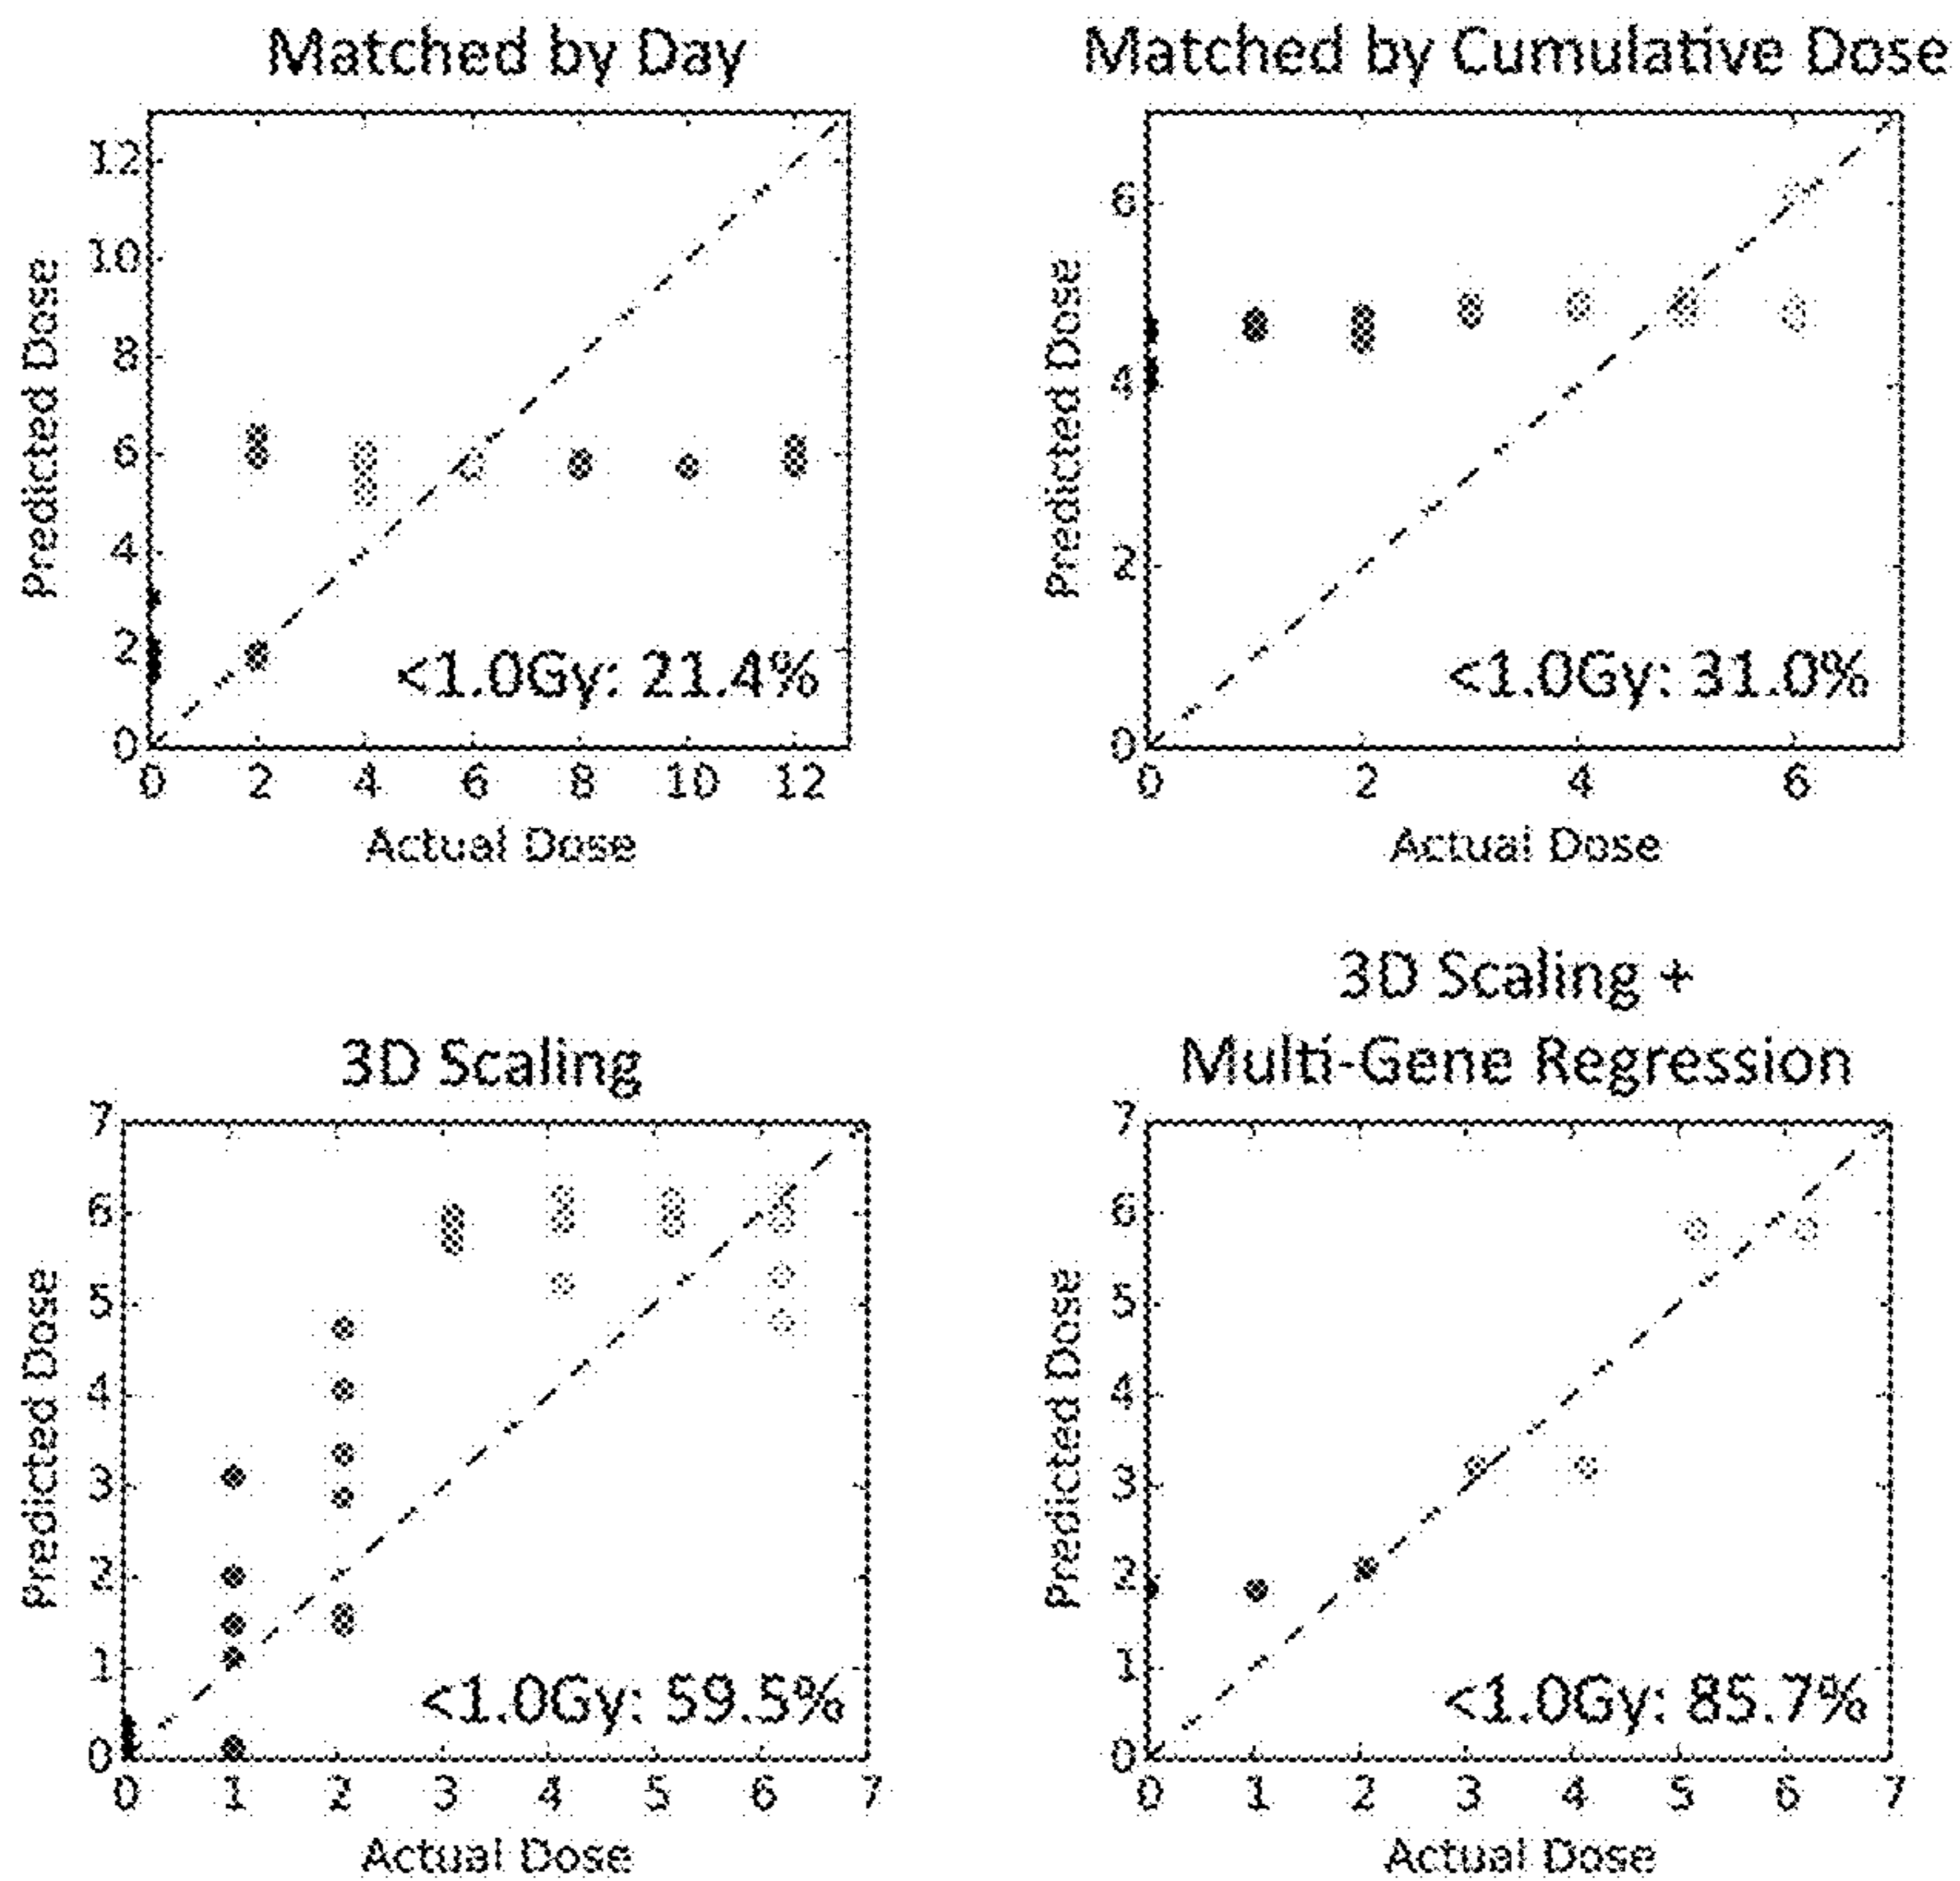 Matched by Day
12
10
8
6
4
2
0
0 2 4 6 8 10 12
Predicted Dose
Actual Dose
<1.0Gy: 21.4%
Matched by Cumulative Dose
6
4
2
0
0 2 4 6
Predicted Dose
Actual Dose
<1.0Gy: 31.0%
3D Scaling
7
6
5
4
3
2
1
0
0 1 2 3 4 5 6 7
Predicted Dose
Actual Dose
<1.0Gy: 59.5%
3D Scaling +
Multi-Gene Regression
7
6
5
4
3
2
1
0
0 1 2 3 4 5 6 7
Predicted Dose
Actual Dose
<1.0Gy: 85.7%